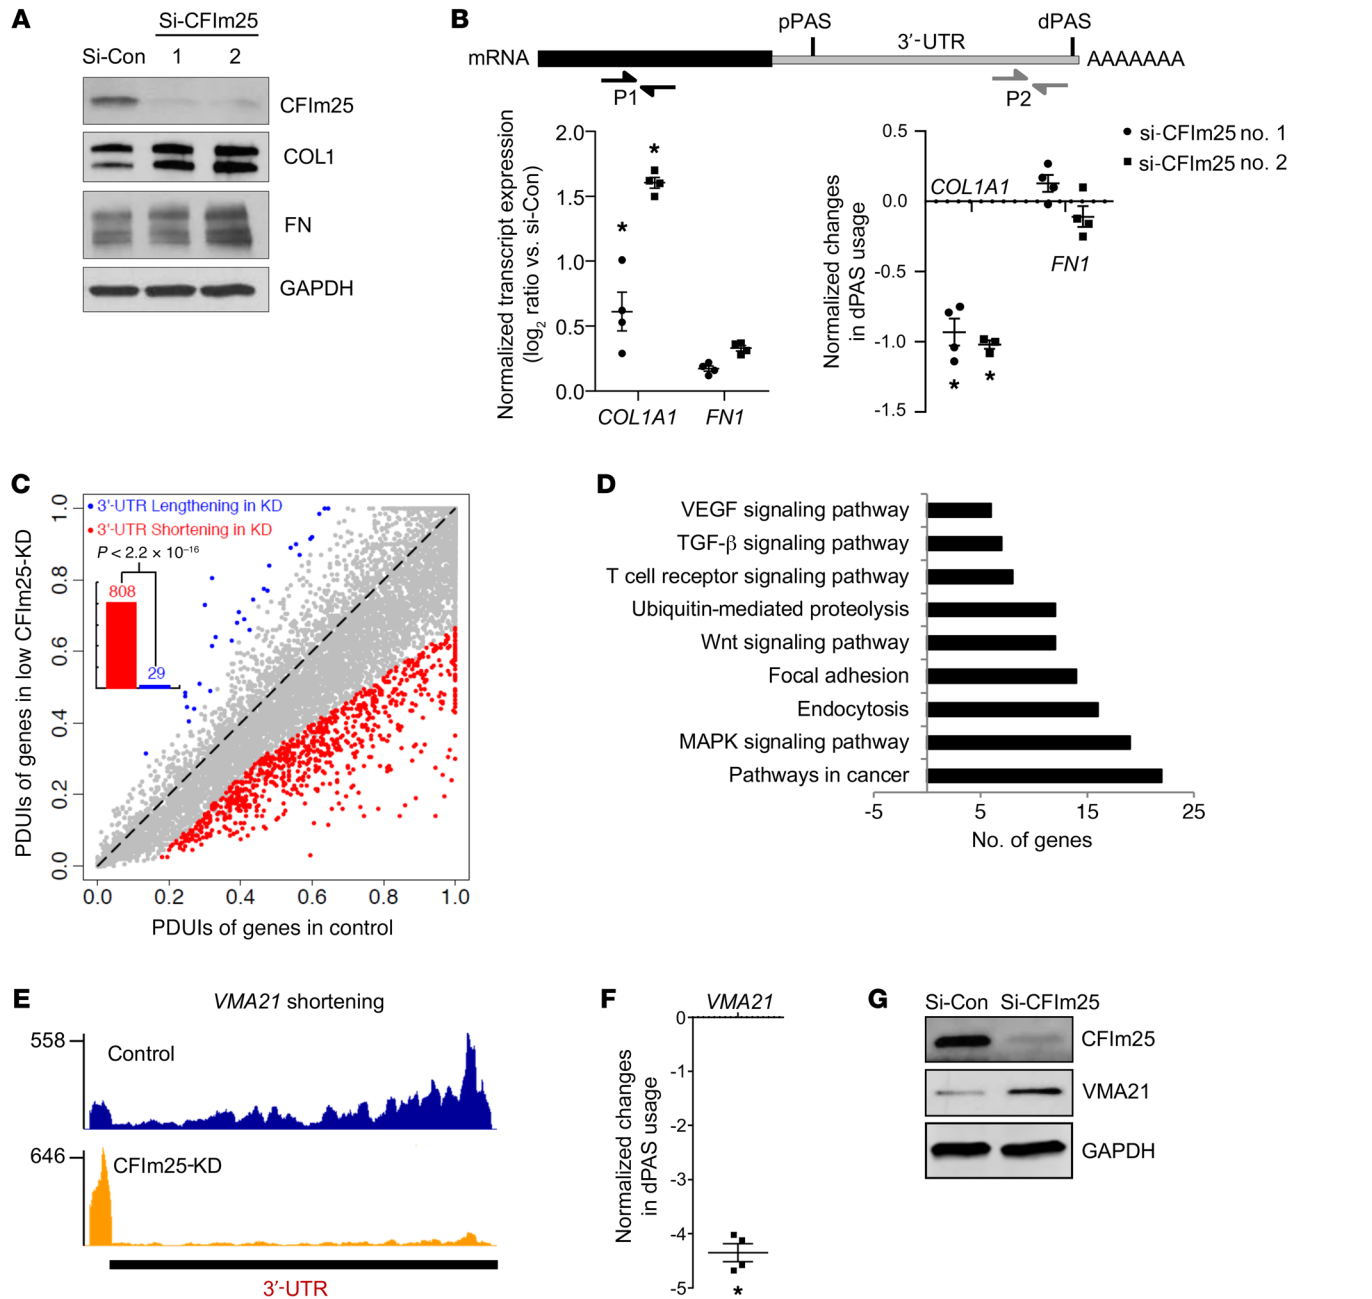 A
Si-CFIm25
Si-Con 1 2
CFIm25
COL1
FN
GAPDH
B
pPAS
dPAS
3′-UTR
mRNA
AAAAAAA
P1
P2
Normalized transcript expression
(log2 ratio vs. si-Con)
2.0
1.5
1.0
0.5
0.0
*
*
COL1A1 FN1
Normalized changes
in dPAS usage
0.5
0.0
-0.5
-1.0
-1.5
COL1A1
FN1
*
*
si-CFIm25 no. 1
si-CFIm25 no. 2
C
3'-UTR Lengthening in KD
3'-UTR Shortening in KD
P < 2.2 × 10−16
808
29
PDUIs of genes in low CFIm25-KD
1.0
0.8
0.6
0.4
0.2
0.0
0.0 0.2 0.4 0.6 0.8 1.0
PDUIs of genes in control
D
VEGF signaling pathway
TGF-β signaling pathway
T cell receptor signaling pathway
Ubiquitin-mediated proteolysis
Wnt signaling pathway
Focal adhesion
Endocytosis
MAPK signaling pathway
Pathways in cancer
-5 5 15 25
No. of genes
E
VMA21 shortening
558
Control
646
CFIm25-KD
3′-UTR
F
VMA21
Normalized changes
in dPAS usage
0
-1
-2
-3
-4
-5
*
G
Si-Con Si-CFIm25
CFIm25
VMA21
GAPDH